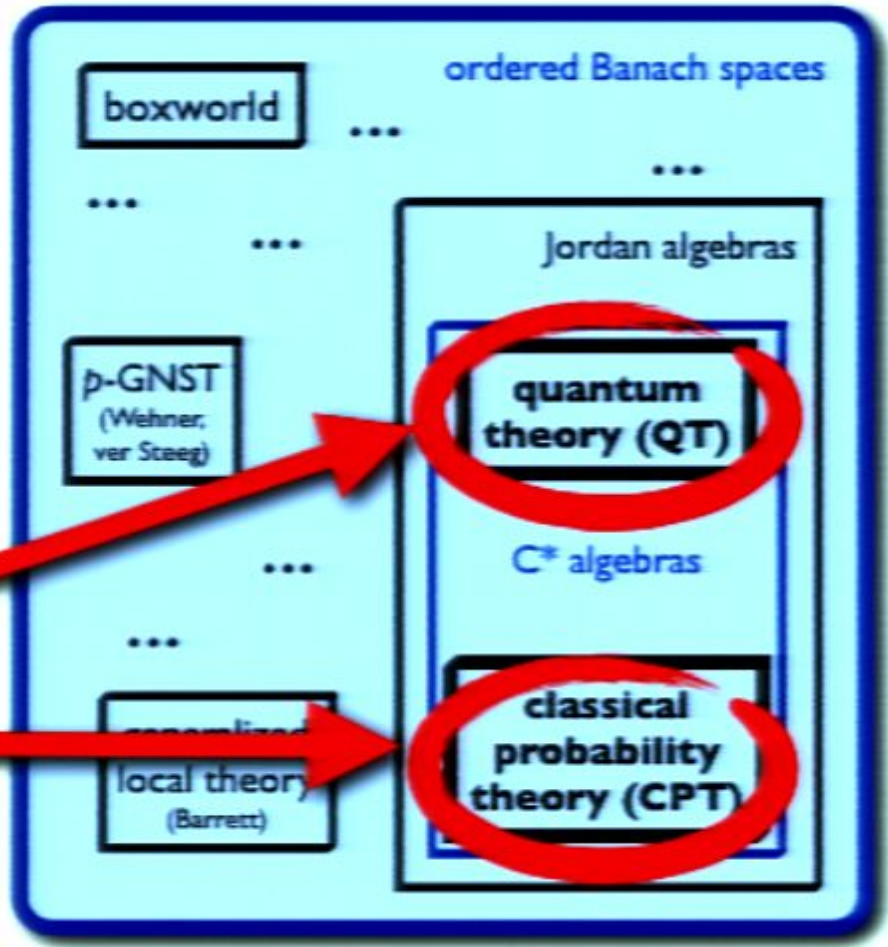 ordered Banach spaces
boxworld
...
...
...
...
Jordan algebras
p-GNST
(Wehner,
ver Steeg)
quantum
theory (QT)
C* algebras
...
...
local theory
(Barrett)
classical
probability
theory (CPT)